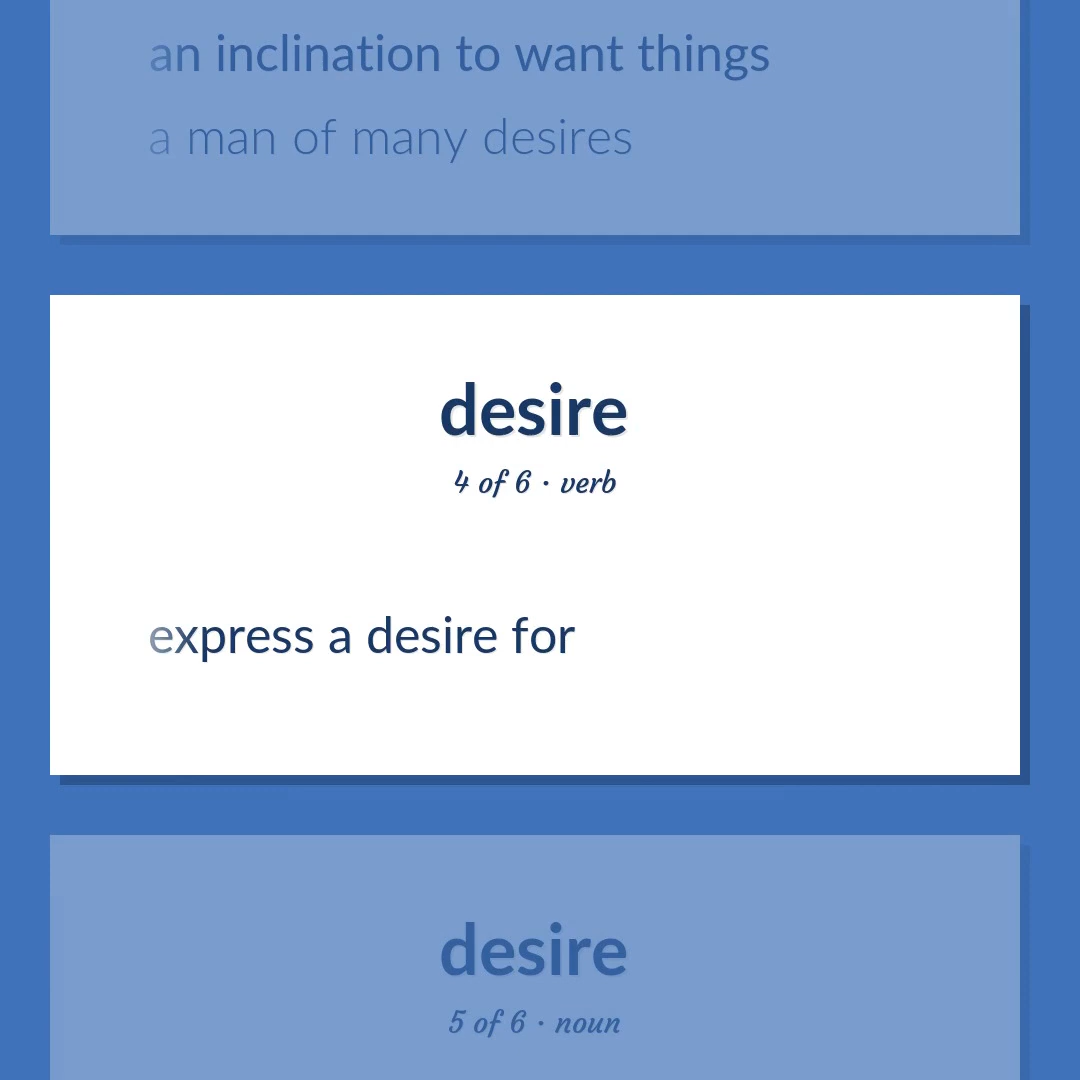 an inclination to want things
a man of many desires
desire
4 of 6 · verb
express a desire for
desire
5 of 6 · noun